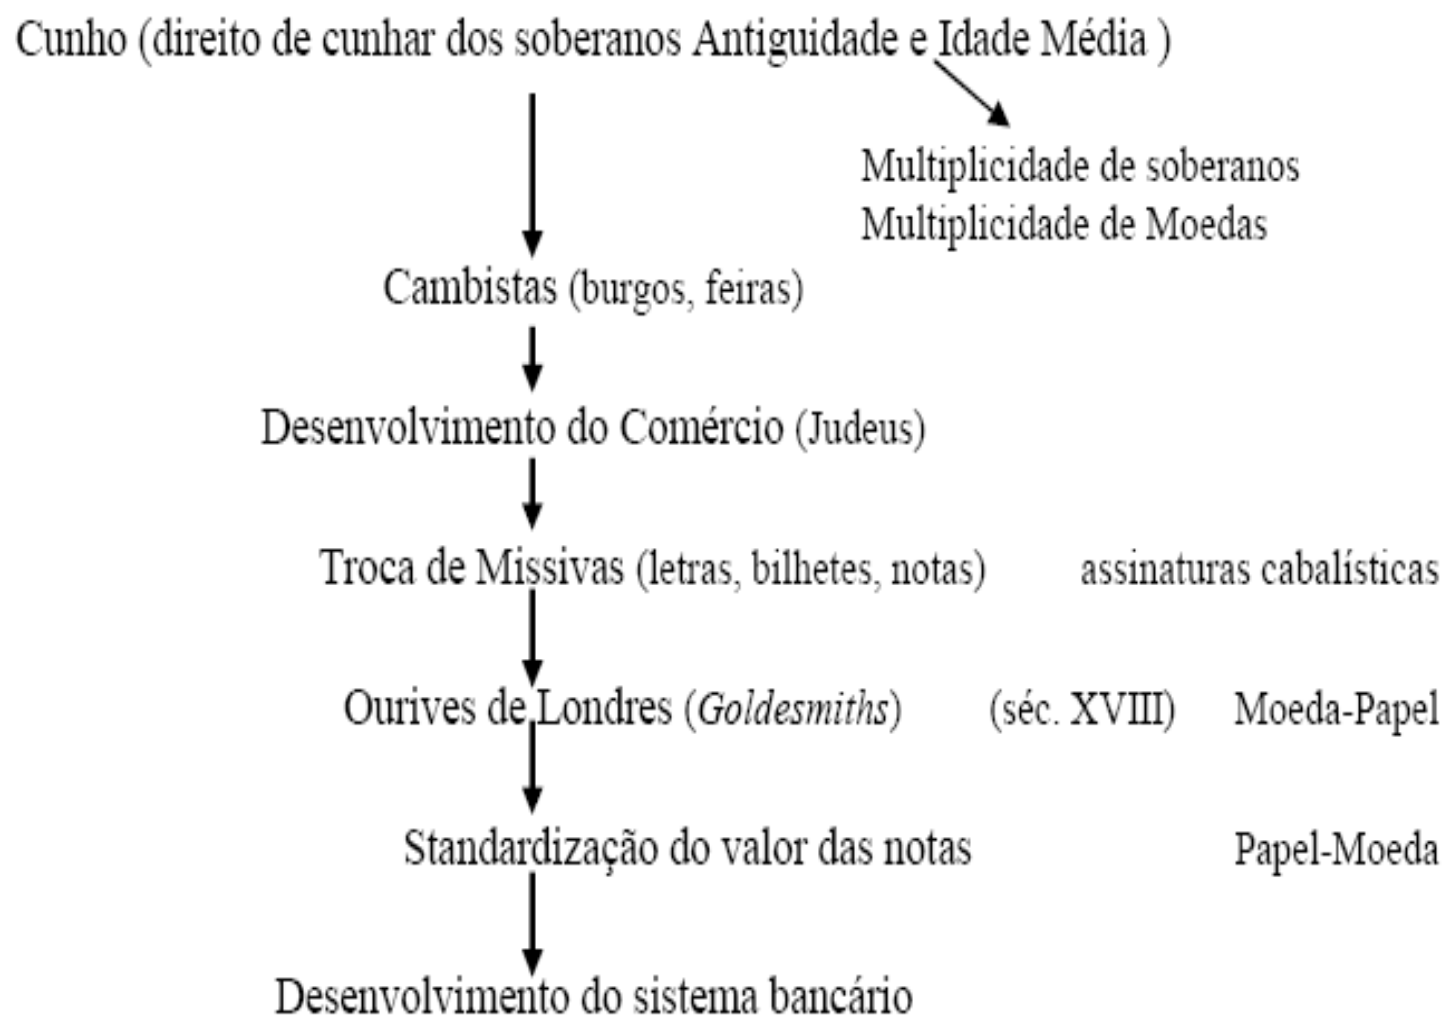 Cunho (direito de cunhar dos soberanos Antiguidade e Idade Média )
Multiplicidade de soberanos
Multiplicidade de Moedas
Cambistas (burgos, feiras)
Desenvolvimento do Comércio (Judeus)
Troca de Missivas (letras, bilhetes, notas) assinaturas cabalísticas
Ourives de Londres (Goldesmiths) (séc. XVIII) Moeda-Papel
Standardização do valor das notas Papel-Moeda
Desenvolvimento do sistema bancário